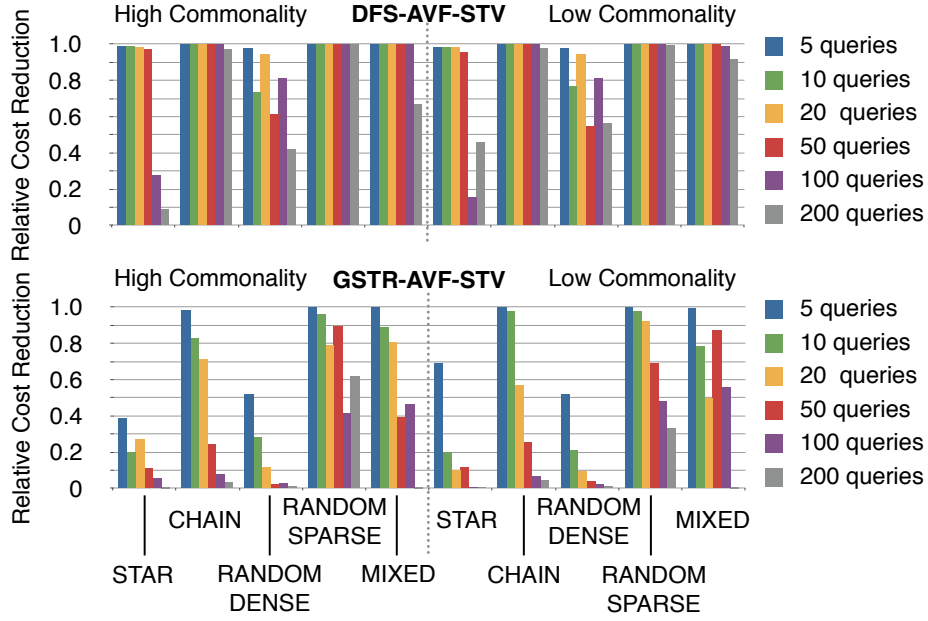 High Commonality DFS-AVF-STV Low Commonality
Relative Cost Reduction
1.0
0.8
0.6
0.4
0.2
0
5 queries
10 queries
20 queries
50 queries
100 queries
200 queries
High Commonality GSTR-AVF-STV Low Commonality
Relative Cost Reduction
1.0
0.8
0.6
0.4
0.2
0
5 queries
10 queries
20 queries
50 queries
100 queries
200 queries
STAR
CHAIN
RANDOM
DENSE
RANDOM
SPARSE
MIXED
STAR
CHAIN
RANDOM
DENSE
RANDOM
SPARSE
MIXED